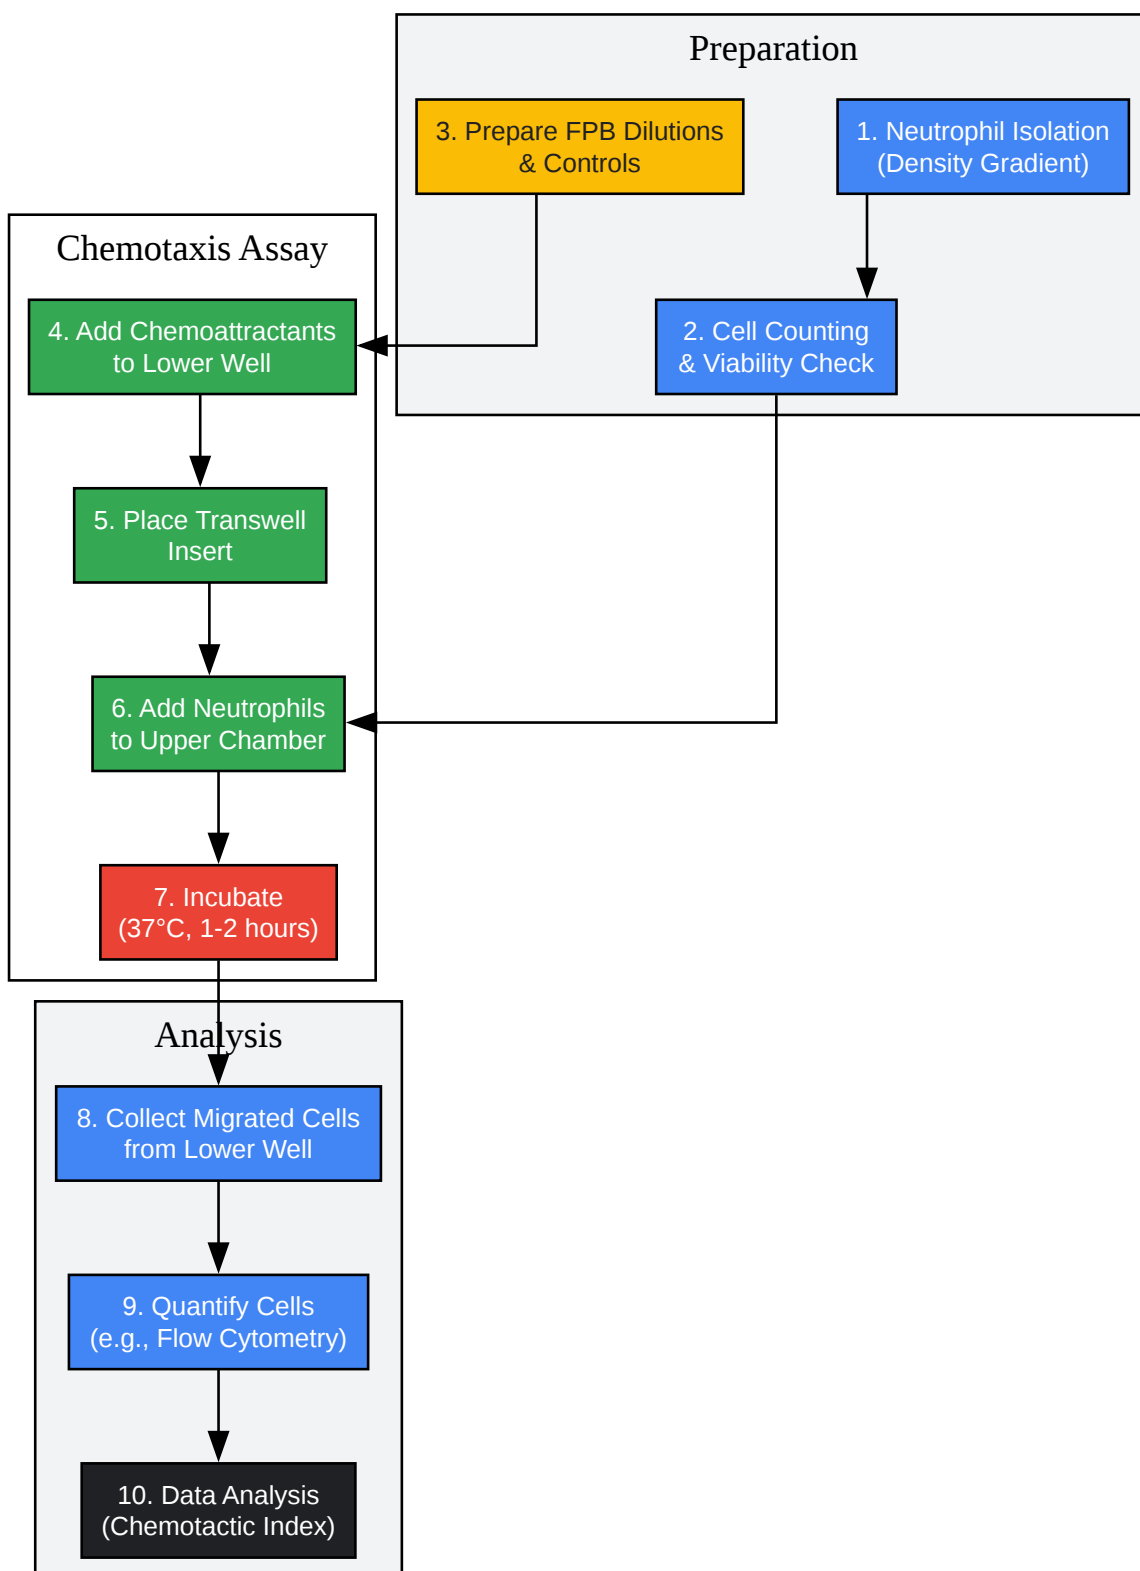 Preparation
3. Prepare FPB Dilutions
& Controls
1. Neutrophil Isolation
(Density Gradient)
2. Cell Counting
& Viability Check
Chemotaxis Assay
4. Add Chemoattractants
to Lower Well
5. Place Transwell
Insert
6. Add Neutrophils
to Upper Chamber
7. Incubate
(37°C, 1-2 hours)
Analysis
8. Collect Migrated Cells
from Lower Well
9. Quantify Cells
(e.g., Flow Cytometry)
10. Data Analysis
(Chemotactic Index)